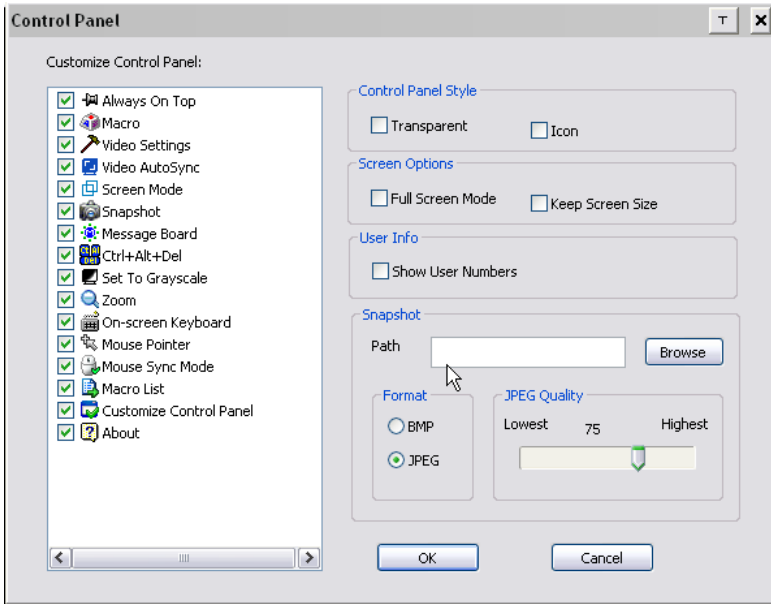 Control Panel
T
Customize Control Panel:
Always On Top
Macro
Video Settings
Video AutoSync
Screen Mode
Snapshot
Message Board
Ctrl Al
Del
Ctrl+Alt+Del
Set To Grayscale
Zoom
On-screen Keyboard
Mouse Pointer
Mouse Sync Mode
Macro List
Customize Control Panel
About
Control Panel Style
Transparent
Icon
Screen Options
Full Screen Mode
Keep Screen Size
User Info
Show User Numbers
Snapshot
Path
Browse
Format
BMP
JPEG
JPEG Quality
Lowest 75 Highest
OK
Cancel